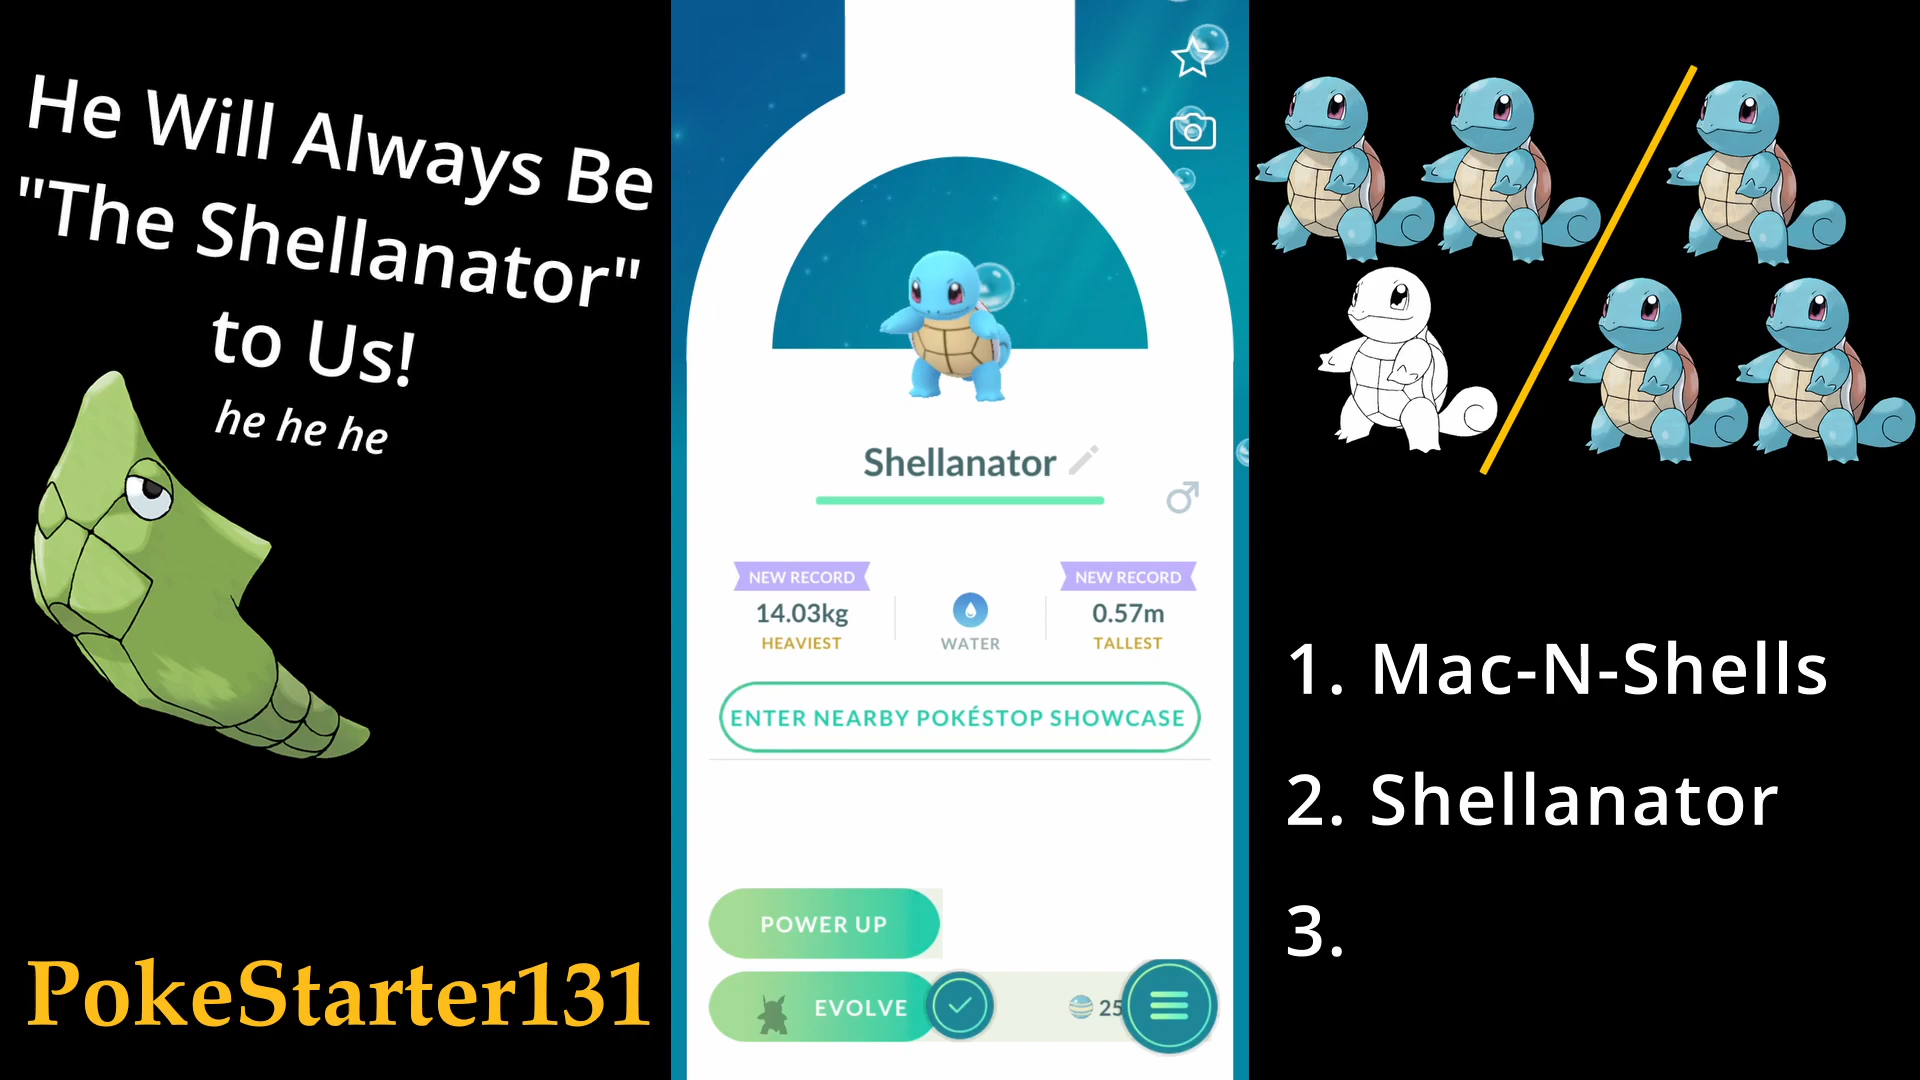 He Will Always Be
"The Shellanator"
to Us!
he he he
PokeStarter131
Shellanator
NEW RECORD
14.03kg
HEAVIEST
WATER
NEW RECORD
0.57m
TALLEST
ENTER NEARBY POKÉSTOP SHOWCASE
POWER UP
EVOLVE
25
1. Mac-N-Shells
2. Shellanator
3.